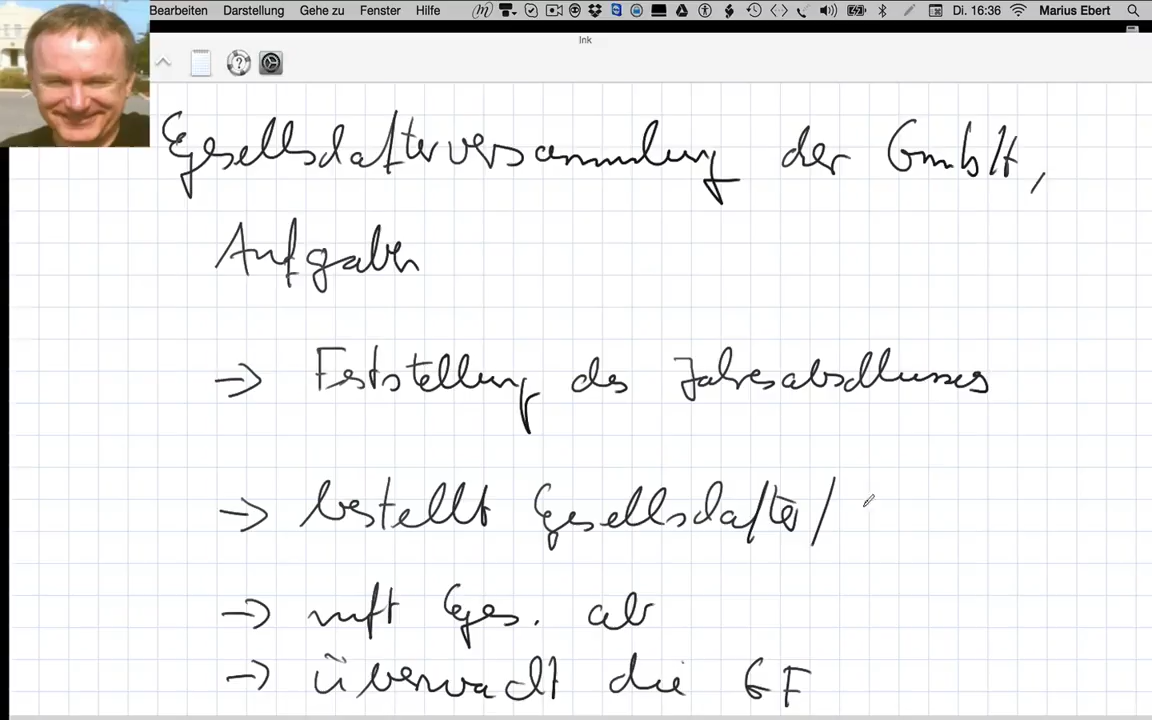 Bearbeiten Darstellung Gehe zu Fenster Hilfe Di. 16:36 Marius Ebert
Ink
Gesellschafterversammlung der GmbH,
Aufgaben
→ Feststellung des Jahresabschlusses
→ bestellt Gesellschafter/
→ ruft Ges. ab
→ überwacht die GF